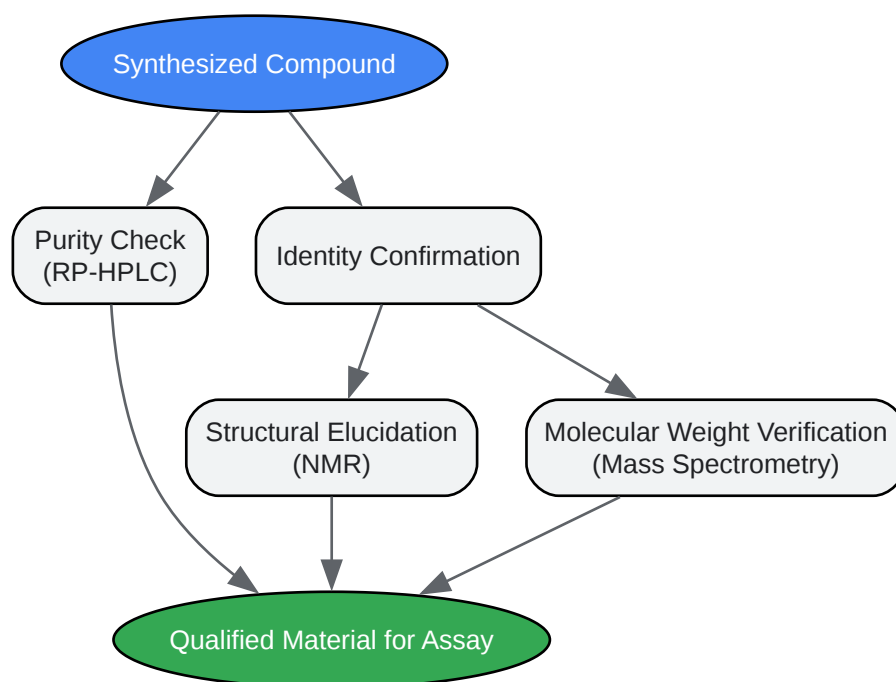 Synthesized Compound
Purity Check
(RP-HPLC)
Identity Confirmation
Structural Elucidation
(NMR)
Molecular Weight Verification
(Mass Spectrometry)
Qualified Material for Assay